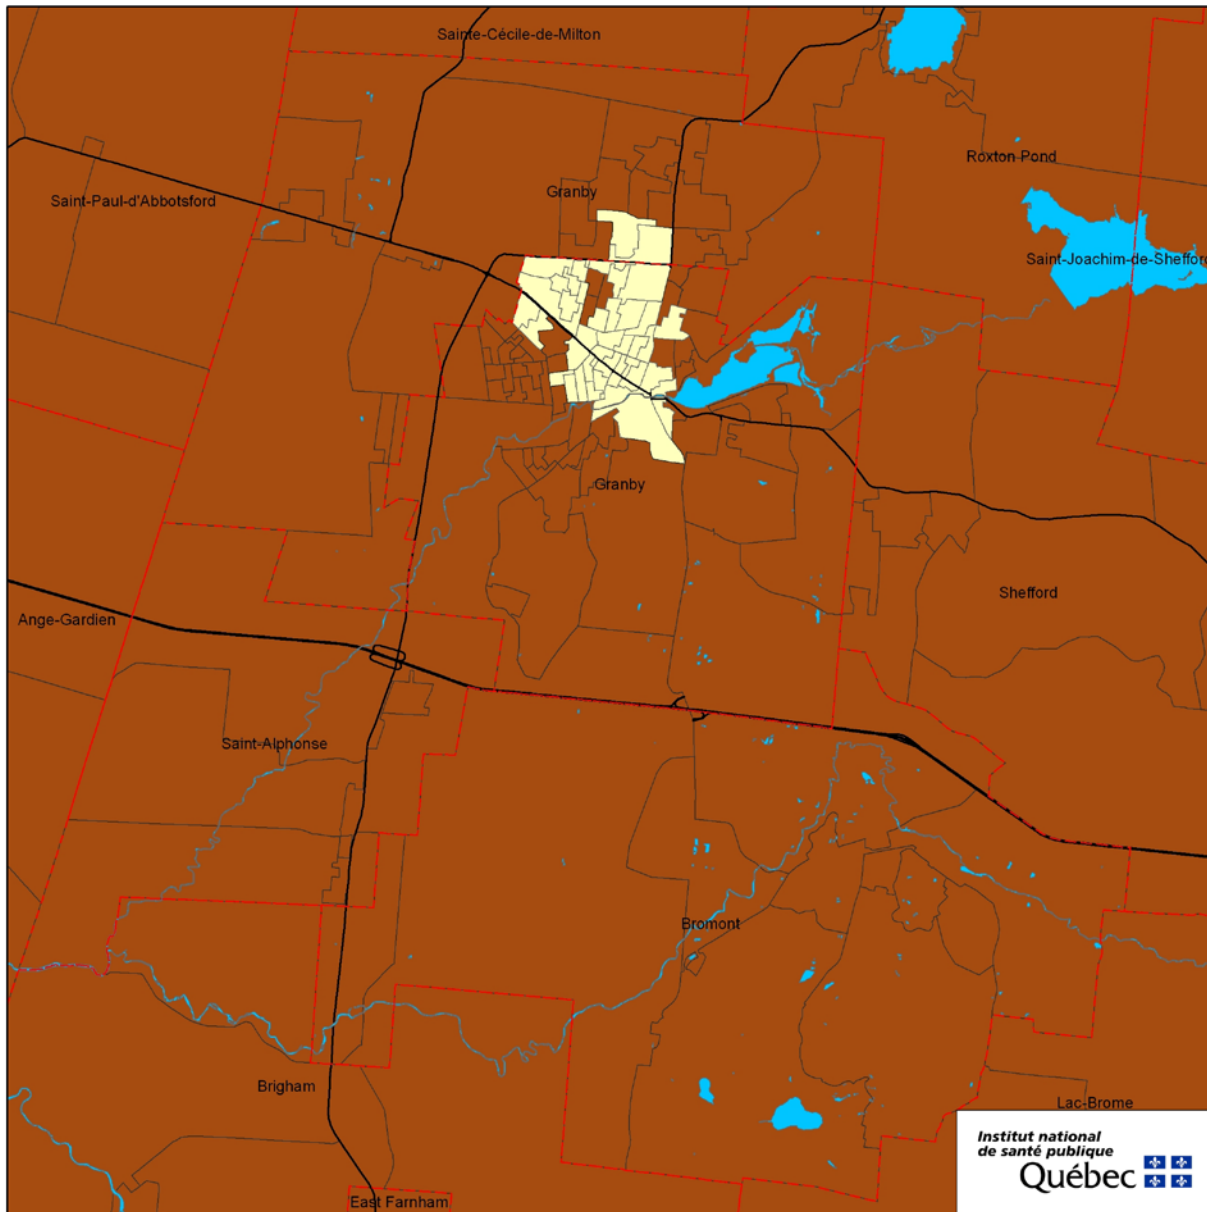 Sainte-Cécile-de-Milton
Roxton-Pond
Granby
Saint-Paul-d'Abbotsford
Saint-Joachim-de-Shefford
Granby
Shefford
Ange-Gardien
Saint-Alphonse
Bromont
Brigham
Lac-Brome
East Farnham
Institut national
de santé publique
Québec